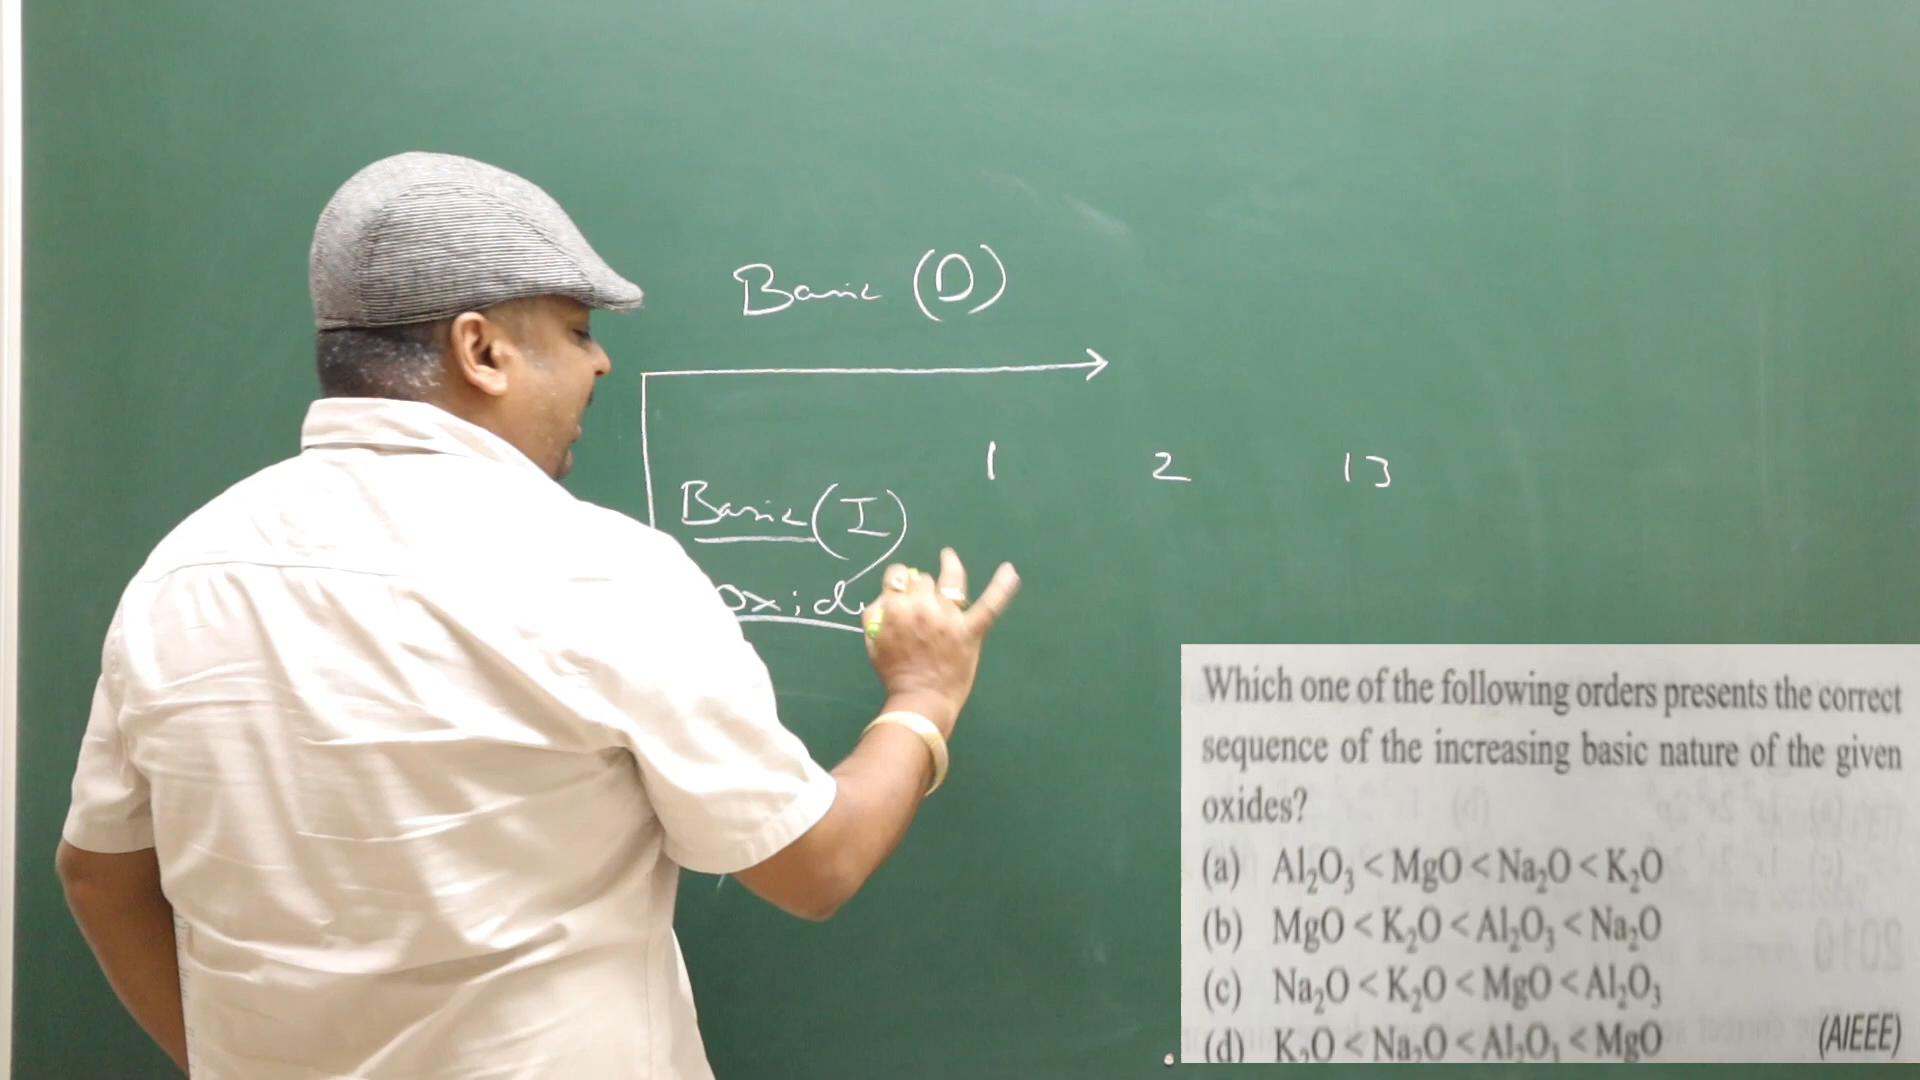 Basic (D)
1 2 13
Basic (I)
Which one of the following orders presents the correct
sequence of the increasing basic nature of the given
oxides?
(a) Al₂O₃ < MgO < Na₂O < K₂O
(b) MgO < K₂O < Al₂O₃ < Na₂O
(c) Na₂O < K₂O < MgO < Al₂O₃
(d) K₂O < Na₂O < Al₂O₃ < MgO
(AIEEE)